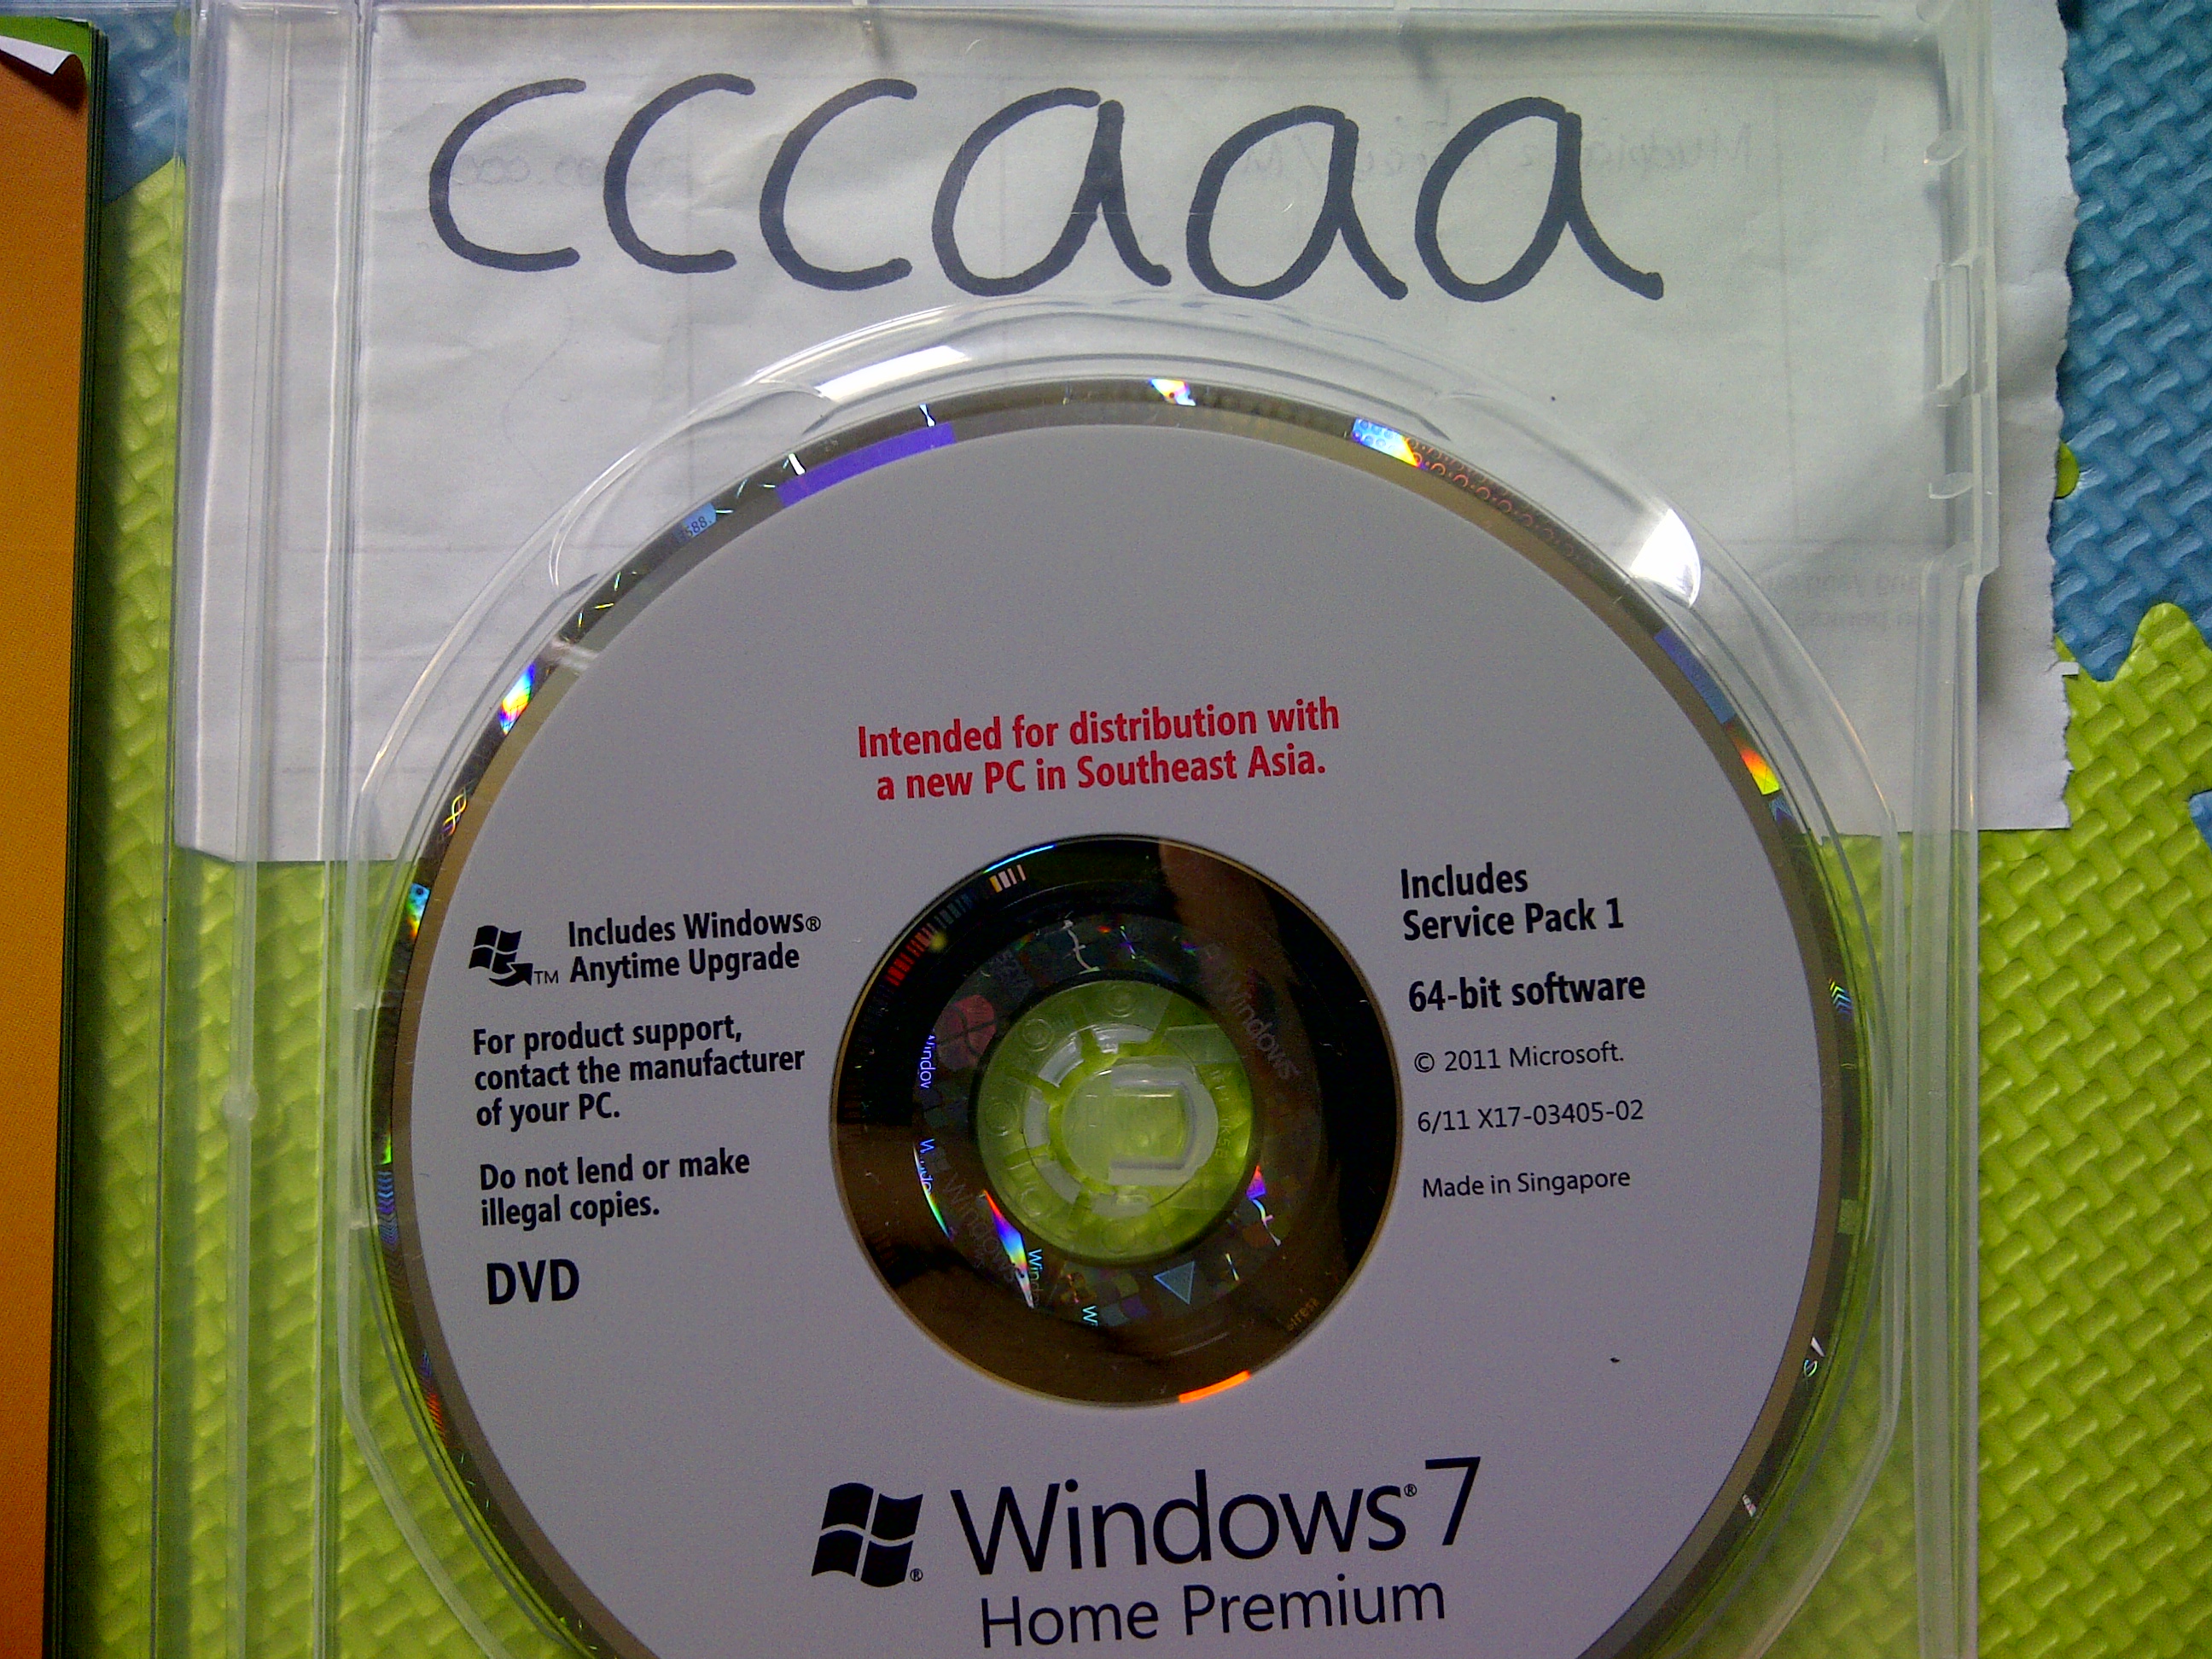 cccaaa
Intended for distribution with
a new PC in Southeast Asia.
Includes Windows®
Anytime Upgrade
TM
For product support,
contact the manufacturer
of your PC.
Do not lend or make
illegal copies.
DVD
Includes
Service Pack 1
64-bit software
© 2011 Microsoft.
6/11 X17-03405-02
Made in Singapore
Windows
Windows® 7
®
Home Premium